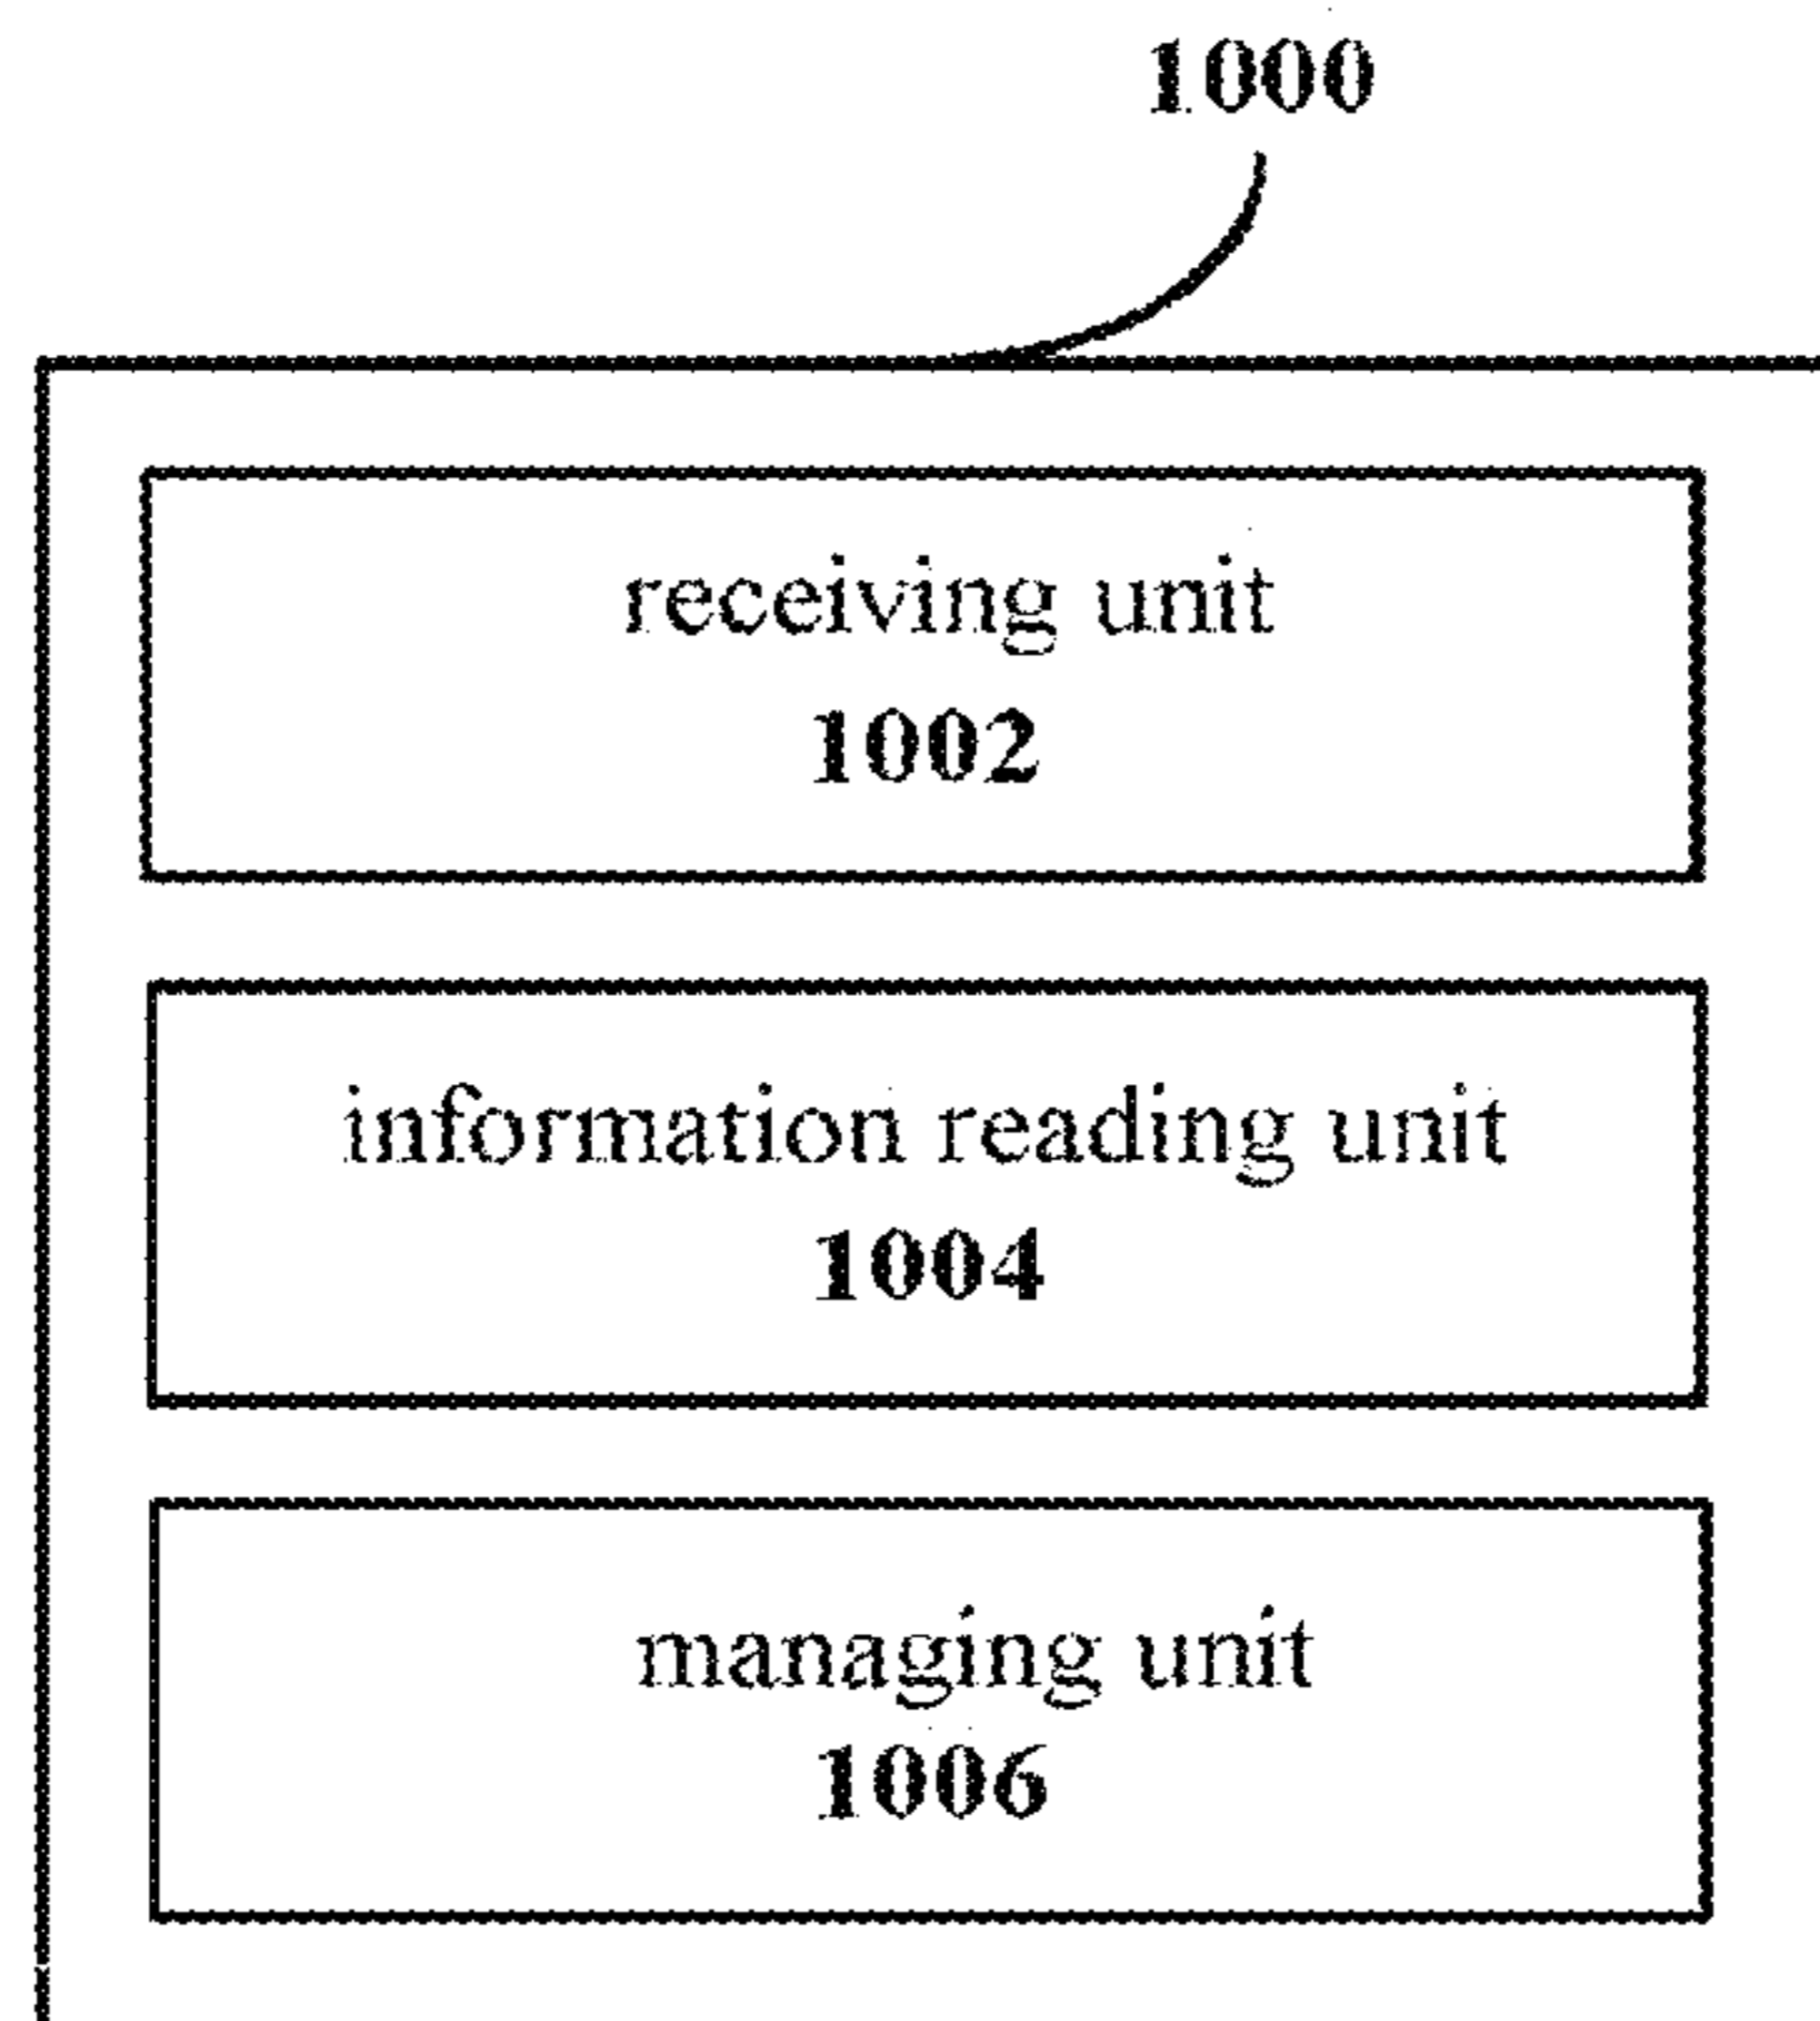 1000
receiving unit
1002
information reading unit
1004
managing unit
1006